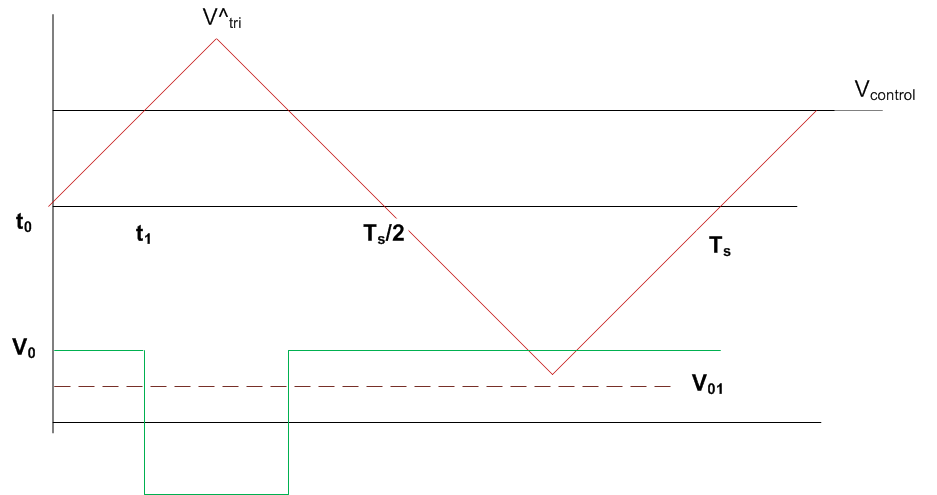 V^tri
Vcontrol
t0
t1
Ts/2
Ts
V0
V01